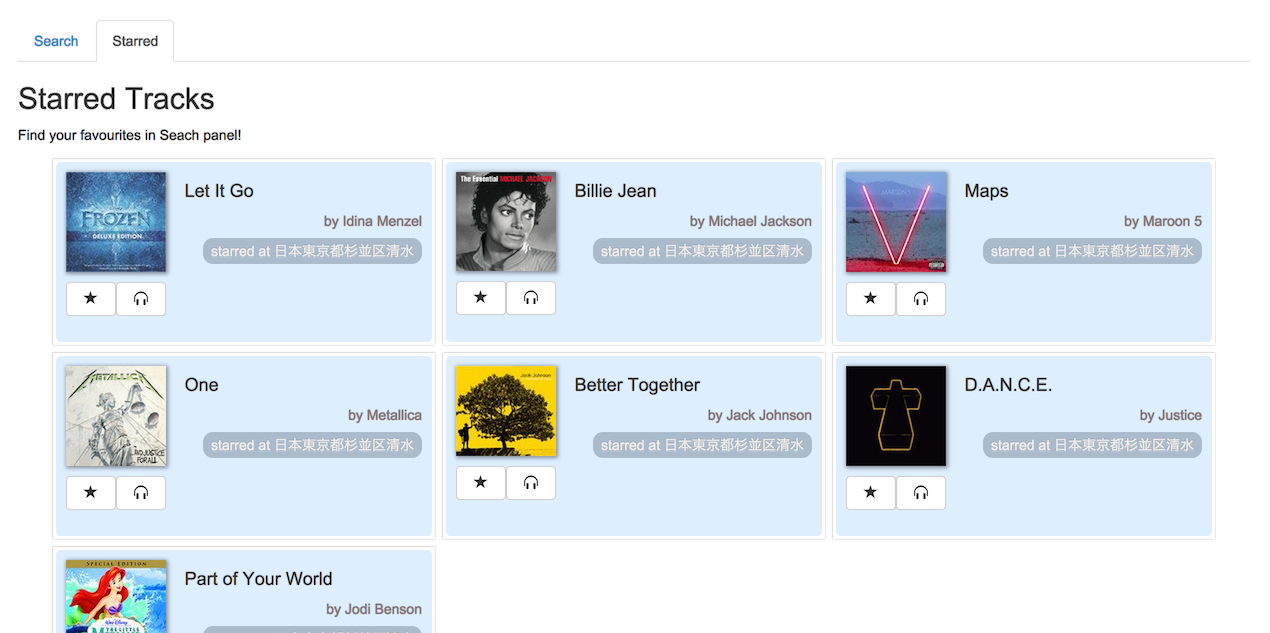 Search
Starred
Starred Tracks
Find your favourites in Seach panel!
FROZEN
DELUXE EDITION
Let It Go
by Idina Menzel
starred at 日本東京都杉並区清水
The Essential MICHAEL JACKSON
Billie Jean
by Michael Jackson
starred at 日本東京都杉並区清水
MAROON 5
Maps
by Maroon 5
starred at 日本東京都杉並区清水
METALLICA
...AND JUSTICE
FOR ALL
One
by Metallica
starred at 日本東京都杉並区清水
Jack Johnson
Better Together
by Jack Johnson
starred at 日本東京都杉並区清水
D.A.N.C.E.
by Justice
starred at 日本東京都杉並区清水
SPECIAL EDITION
Walt Disney
THE LITTLE
Part of Your World
by Jodi Benson